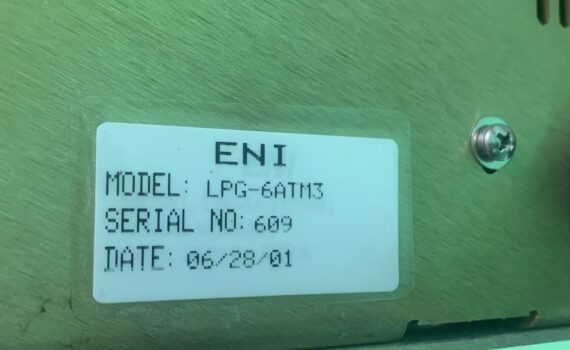 ENI
MODEL: LPG-6ATM3
SERIAL NO: 609
DATE: 06/28/01